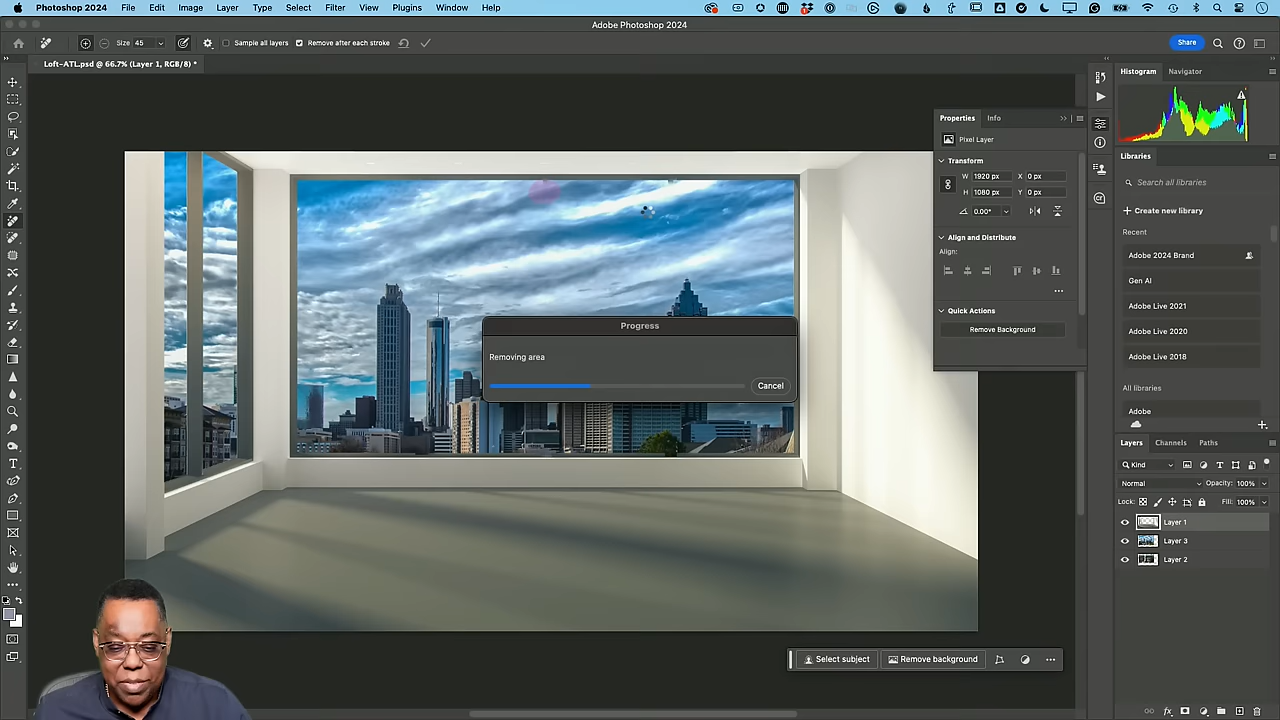 Photoshop 2024 File Edit Image Layer Type Select Filter View Plugins Window Help
Adobe Photoshop 2024
Size 45 Sample all layers Remove after each stroke Share
Loft-ATL.psd @ 66.7% (Layer 1, RGB/8) *
Histogram Navigator
Properties Info
Pixel Layer
Transform
W 1920 px X 0 px
H 1080 px Y 0 px
0.00°
Align and Distribute
Align:
Quick Actions
Remove Background
Libraries
Search all libraries
Create new library
Recent
Adobe 2024 Brand
Gen AI
Adobe Live 2021
Adobe Live 2020
Adobe Live 2018
All libraries
Adobe
Progress
Removing area
Cancel
Layers Channels Paths
Kind
Normal Opacity: 100%
Lock: Fill: 100%
Layer 1
Layer 3
Layer 2
Select subject Remove background